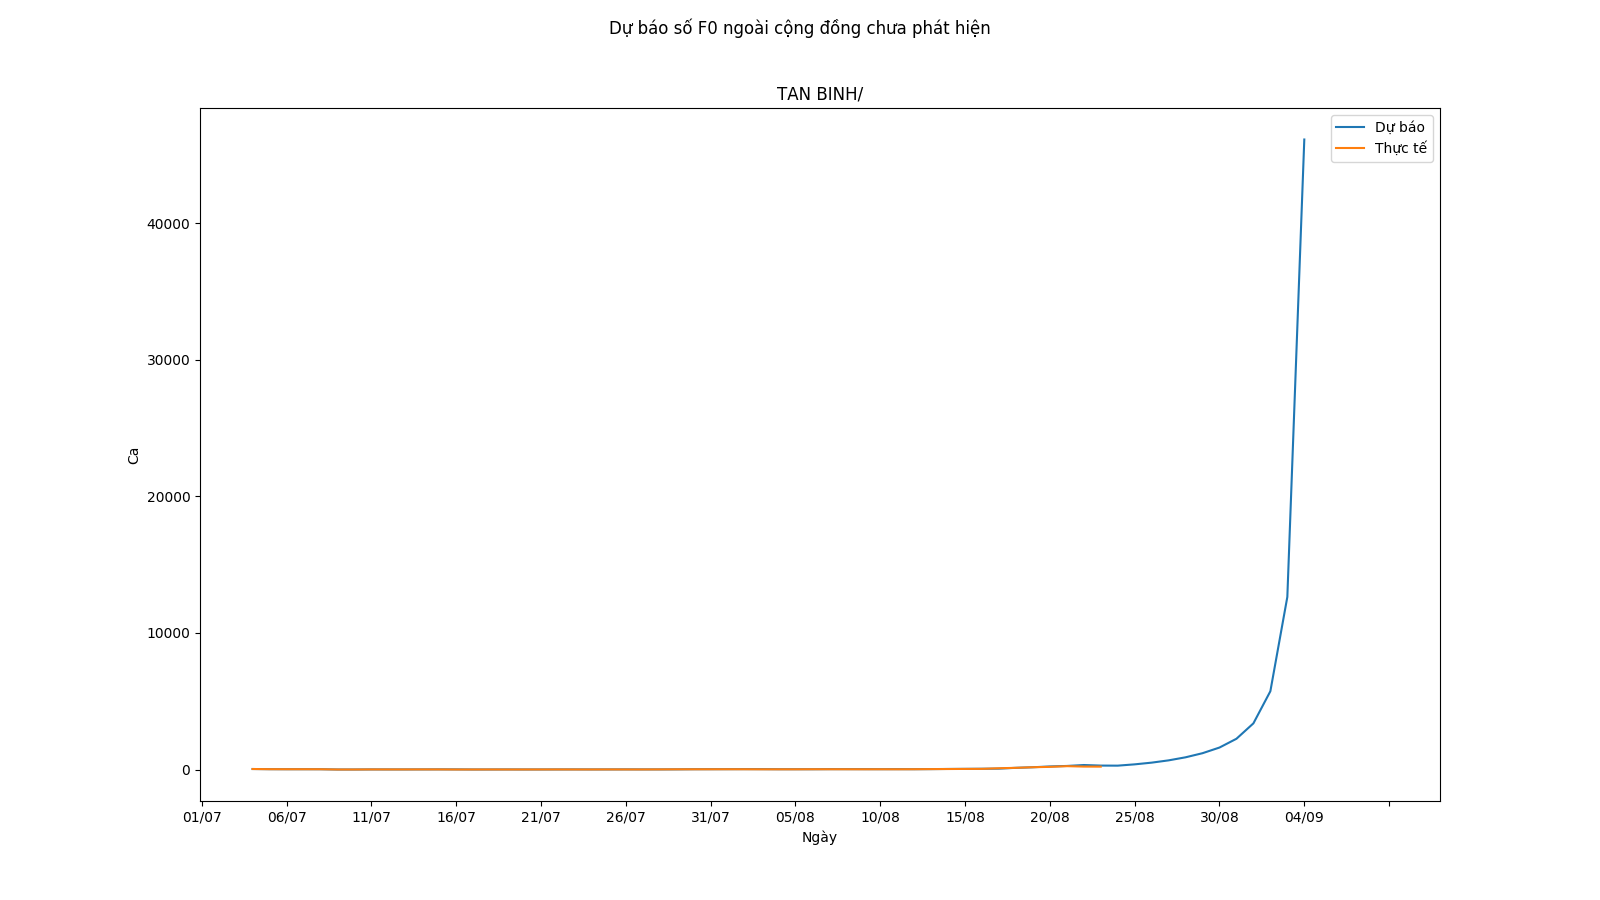 Dự báo số F0 ngoài cộng đồng chưa phát hiện
TAN BINH/
Dự báo
Thực tế
40000
30000
20000
10000
0
Ca
01/07 06/07 11/07 16/07 21/07 26/07 31/07 05/08 10/08 15/08 20/08 25/08 30/08 04/09
Ngày